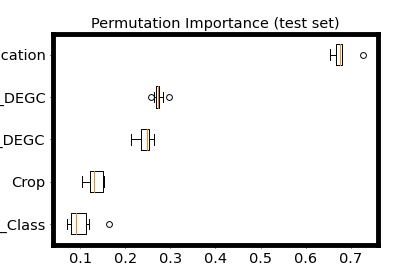 Permutation Importance (test set)
cation
_DEGC
_DEGC
Crop
_Class
0.1 0.2 0.3 0.4 0.5 0.6 0.7